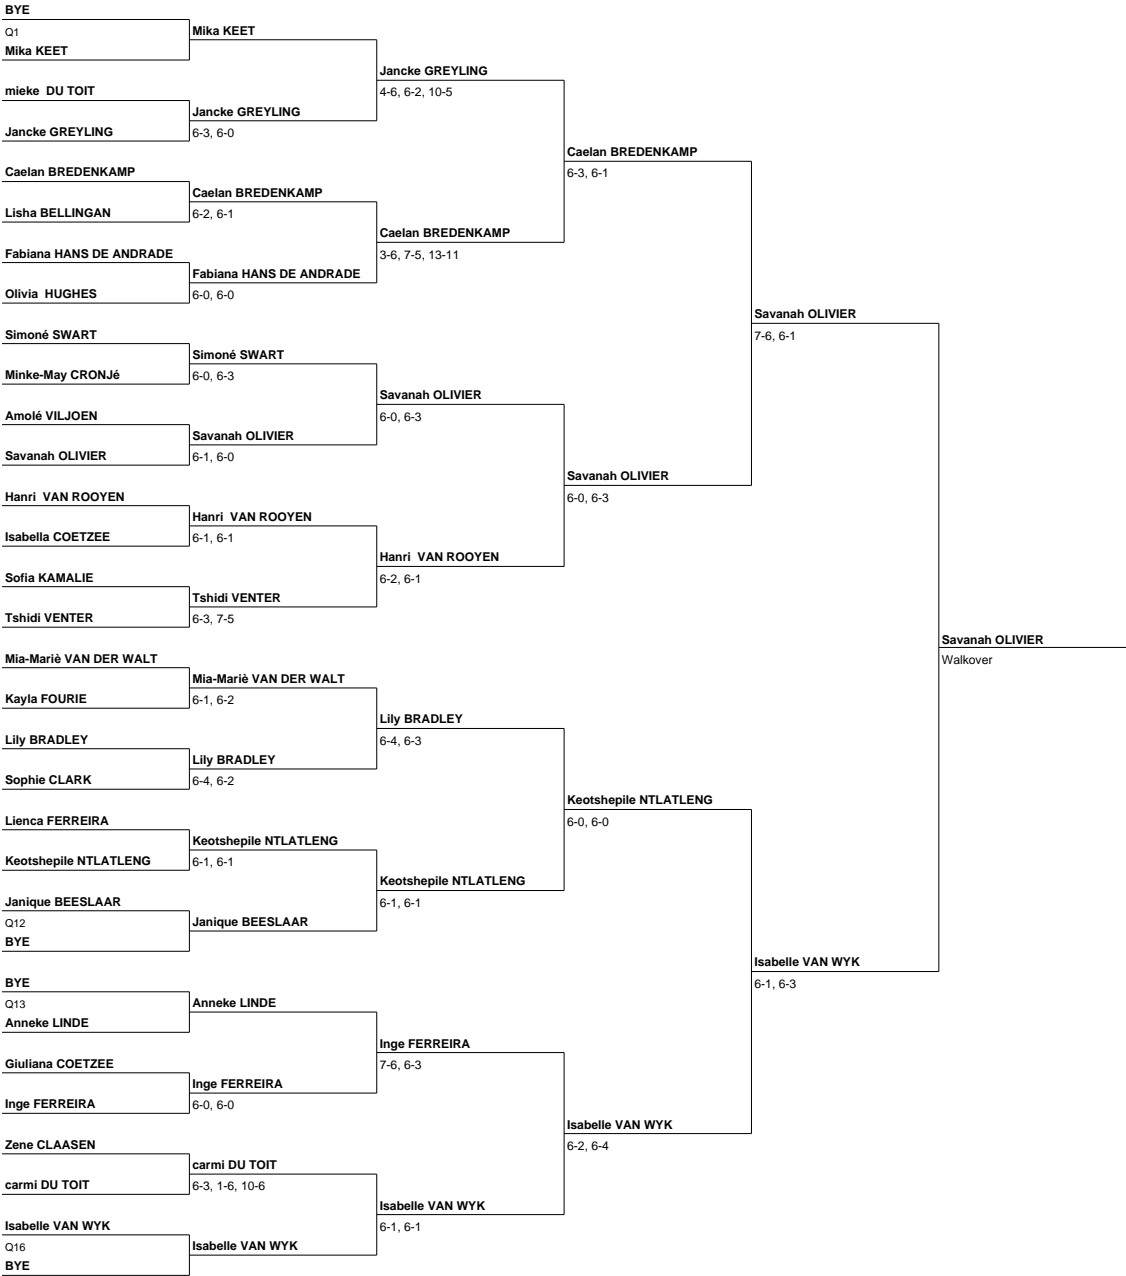 BYE
Q1
Mika KEET
mieke  DU TOIT
Jancke GREYLING
Caelan BREDENKAMP
Lisha BELLINGAN
Fabiana HANS DE ANDRADE
Olivia  HUGHES
Simoné SWART
Minke-May CRONJé
Amolé VILJOEN
Savanah OLIVIER
Hanri  VAN ROOYEN
Isabella COETZEE
Sofia KAMALIE
Tshidi VENTER
Mia-Mariè VAN DER WALT
Kayla FOURIE
Lily BRADLEY
Sophie CLARK
Lienca FERREIRA
Keotshepile NTLATLENG
Janique BEESLAAR
Q12
BYE
BYE
Q13
Anneke LINDE
Giuliana COETZEE
Inge FERREIRA
Zene CLAASEN
carmi DU TOIT
Isabelle VAN WYK
Q16
BYE
Mika KEET
Jancke GREYLING
6-3, 6-0
Caelan BREDENKAMP
6-2, 6-1
Fabiana HANS DE ANDRADE
6-0, 6-0
Simoné SWART
6-0, 6-3
Savanah OLIVIER
6-1, 6-0
Hanri  VAN ROOYEN
6-1, 6-1
Tshidi VENTER
6-3, 7-5
Mia-Mariè VAN DER WALT
6-1, 6-2
Lily BRADLEY
6-4, 6-2
Keotshepile NTLATLENG
6-1, 6-1
Janique BEESLAAR
Anneke LINDE
Inge FERREIRA
6-0, 6-0
carmi DU TOIT
6-3, 1-6, 10-6
Isabelle VAN WYK
Jancke GREYLING
4-6, 6-2, 10-5
Caelan BREDENKAMP
3-6, 7-5, 13-11
Savanah OLIVIER
6-0, 6-3
Hanri  VAN ROOYEN
6-2, 6-1
Lily BRADLEY
6-4, 6-3
Keotshepile NTLATLENG
6-1, 6-1
Inge FERREIRA
7-6, 6-3
Isabelle VAN WYK
6-1, 6-1
Caelan BREDENKAMP
6-3, 6-1
Savanah OLIVIER
6-0, 6-3
Keotshepile NTLATLENG
6-0, 6-0
Isabelle VAN WYK
6-2, 6-4
Savanah OLIVIER
7-6, 6-1
Isabelle VAN WYK
6-1, 6-3
Savanah OLIVIER
Walkover